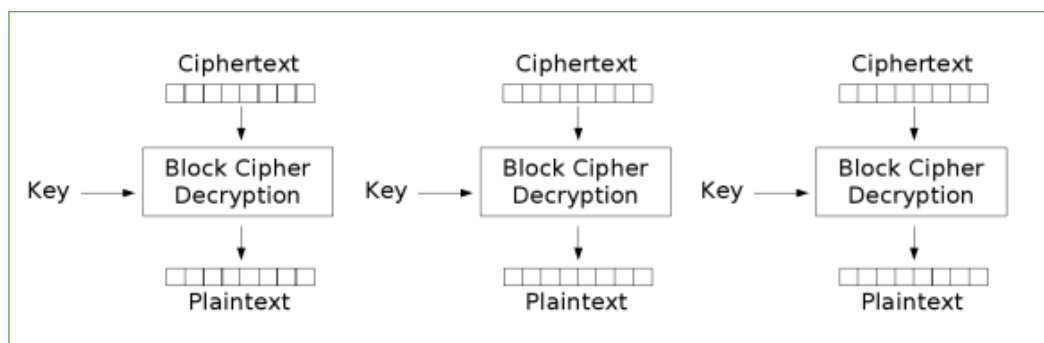 Ciphertext Ciphertext Ciphertext
Key Block Cipher Decryption Key Block Cipher Decryption Key Block Cipher Decryption
Plaintext Plaintext Plaintext